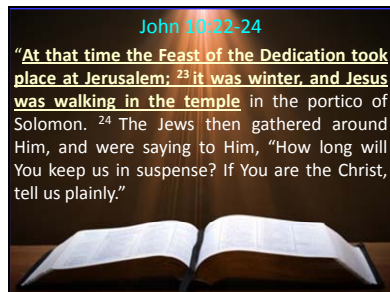 John 10:22-24
“At that time the Feast of the Dedication took
place at Jerusalem; 23 it was winter, and Jesus
was walking in the temple in the portico of
Solomon. 24 The Jews then gathered around
Him, and were saying to Him, “How long will
You keep us in suspense? If You are the Christ,
tell us plainly.”